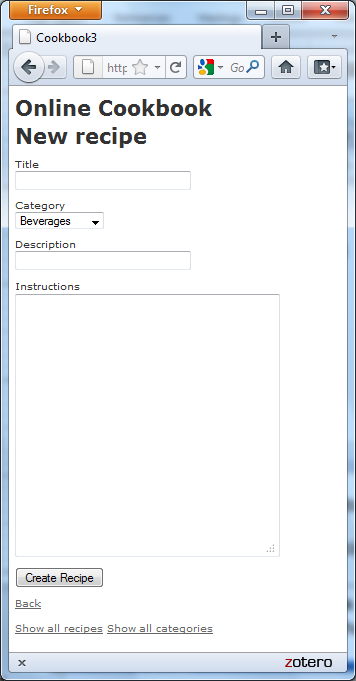 Firefox
Cookbook3
http
Go
Online Cookbook
New recipe
Title
Category
Beverages
Description
Instructions
Create Recipe
Back
Show all recipes Show all categories
x zotero